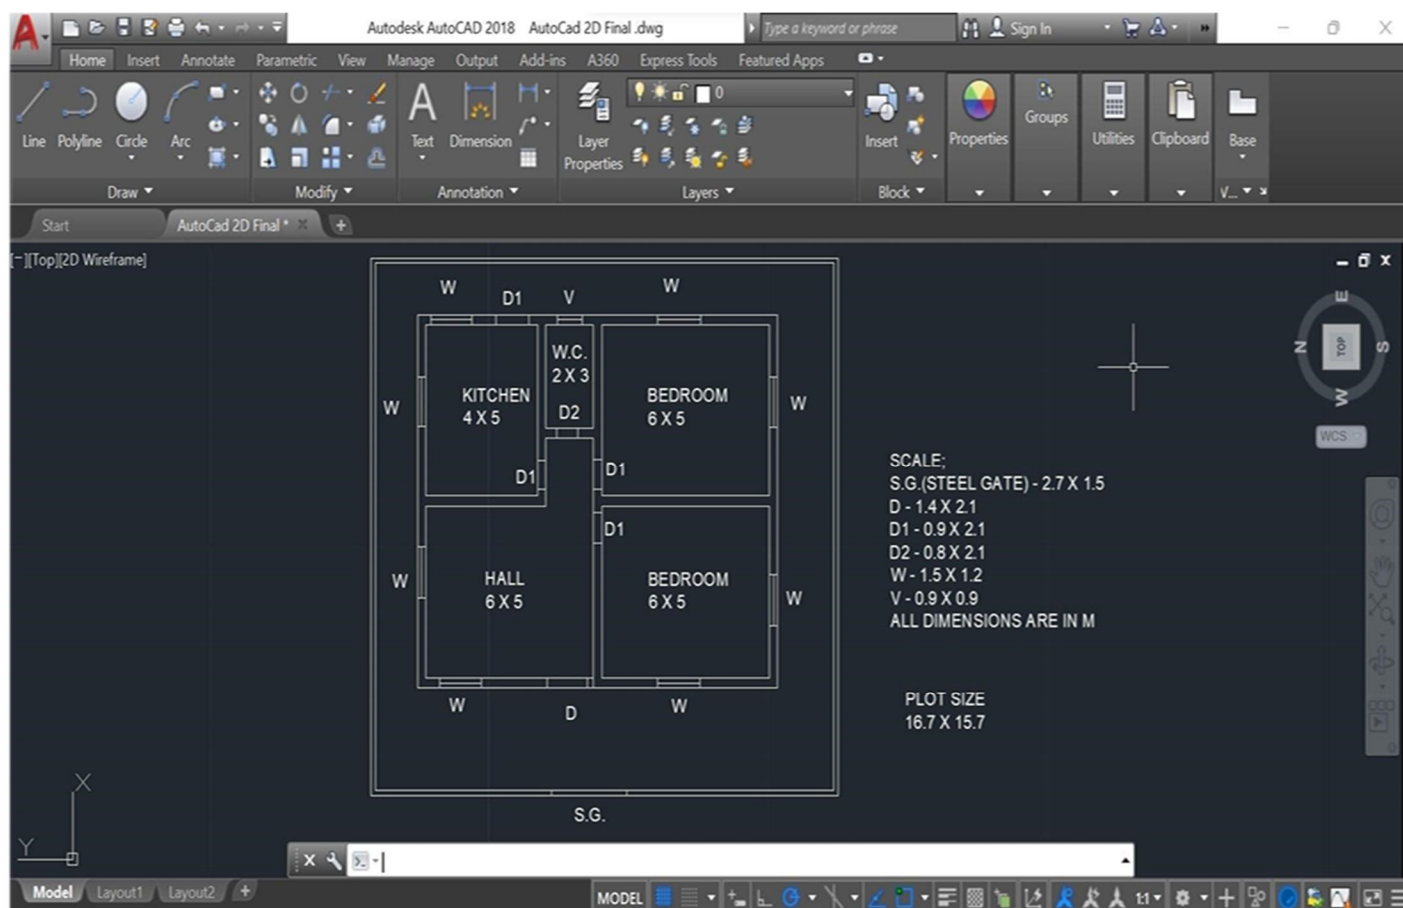 Autodesk AutoCAD 2018 AutoCad 2D Final .dwg
Type a keyword or phrase
Sign In
Home Insert Annotate Parametric View Manage Output Add-ins A360 Express Tools Featured Apps
0
Line Polyline Circle Arc
Text Dimension
Layer Properties
Insert
Properties
Groups
Utilities
Clipboard
Base
Draw Modify Annotation Layers Block V...
Start AutoCad 2D Final *
[−][Top][2D Wireframe]
W D1 V W
W.C.
2 X 3
D2
KITCHEN
4 X 5
BEDROOM
6 X 5
W
W
D1
D1
D1
HALL
6 X 5
BEDROOM
6 X 5
W
W
W D W
S.G.
SCALE;
S.G.(STEEL GATE) - 2.7 X 1.5
D - 1.4 X 2.1
D1 - 0.9 X 2.1
D2 - 0.8 X 2.1
W - 1.5 X 1.2
V - 0.9 X 0.9
ALL DIMENSIONS ARE IN M
PLOT SIZE
16.7 X 15.7
E
N TOP S
W
WCS
X
Y
Model Layout1 Layout2
MODEL
1:1